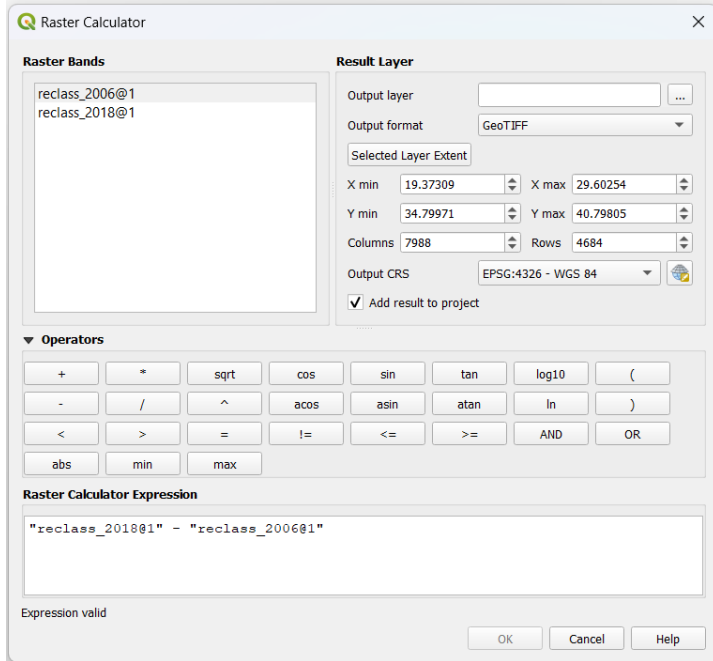 Raster Calculator
Raster Bands
reclass_2006@1
reclass_2018@1
Result Layer
Output layer ...
Output format GeoTIFF
Selected Layer Extent
X min 19.37309 X max 29.60254
Y min 34.79971 Y max 40.79805
Columns 7988 Rows 4684
Output CRS EPSG:4326 - WGS 84
Add result to project
Operators
+ * sqrt cos sin tan log10 (
- / ^ acos asin atan ln )
< > = != <= >= AND OR
abs min max
Raster Calculator Expression
"reclass_2018@1" - "reclass_2006@1"
Expression valid
OK Cancel Help